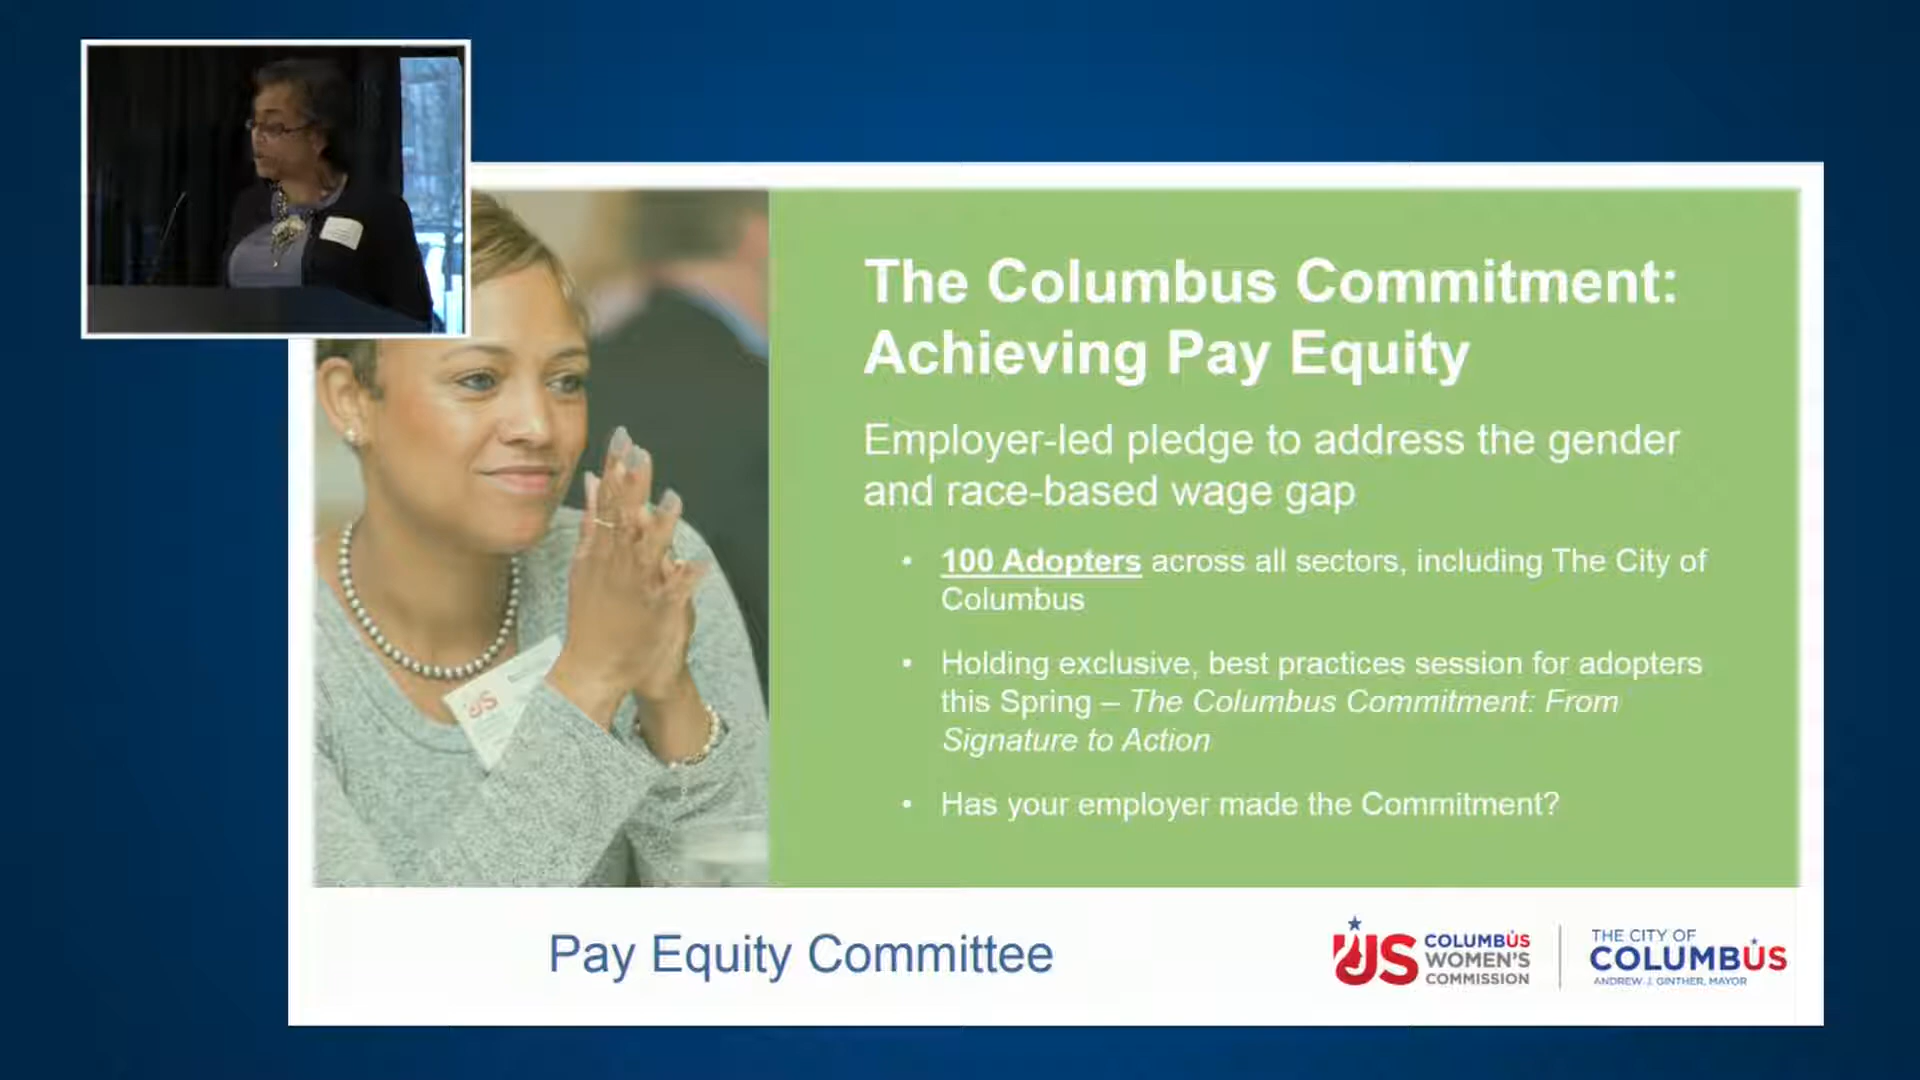 The Columbus Commitment:
Achieving Pay Equity
Employer-led pledge to address the gender
and race-based wage gap
• 100 Adopters across all sectors, including The City of
Columbus
• Holding exclusive, best practices session for adopters
this Spring – The Columbus Commitment: From
Signature to Action
• Has your employer made the Commitment?
Pay Equity Committee
US
COLUMBUS
WOMEN'S
COMMISSION
THE CITY OF
COLUMBUS
ANDREW J. GINTHER, MAYOR
US